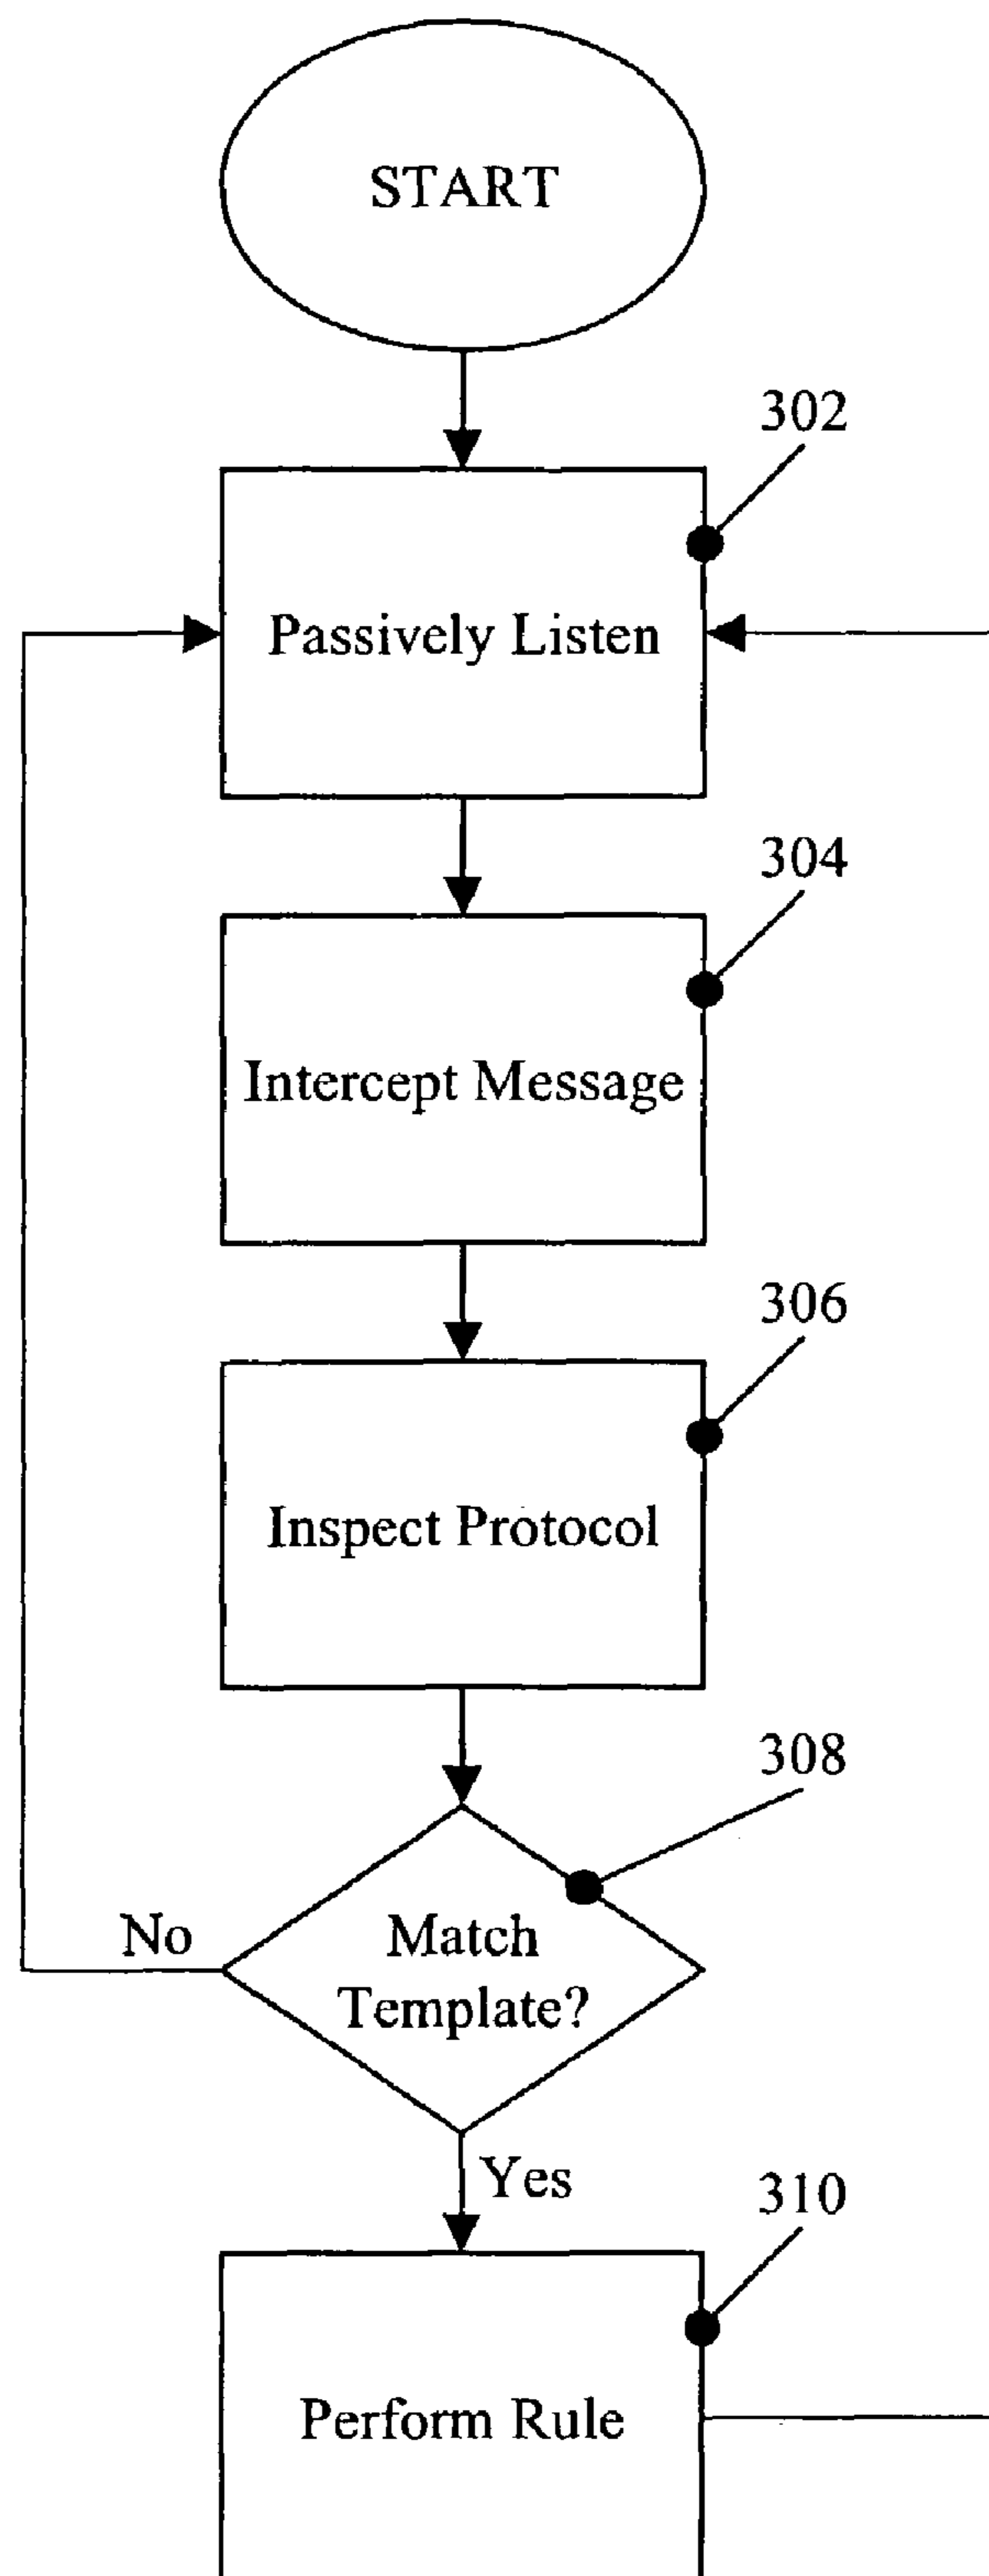 START
302
Passively Listen
304
Intercept Message
306
Inspect Protocol
308
No
Match
Template?
Yes
310
Perform Rule